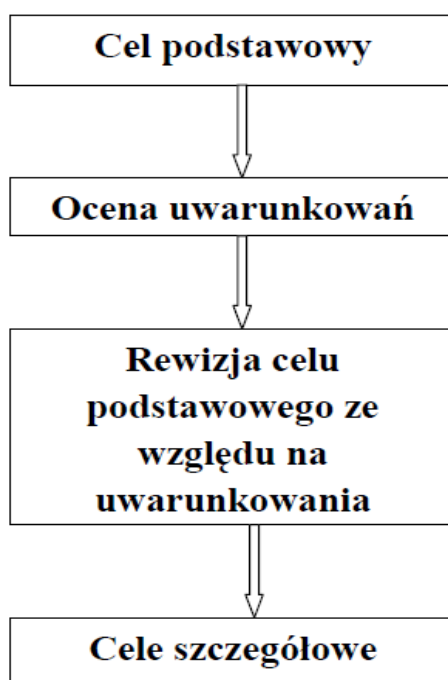 Cel podstawowy
Ocena uwarunkowań
Rewizja celu
podstawowego ze
względu na
uwarunkowania
Cele szczegółowe